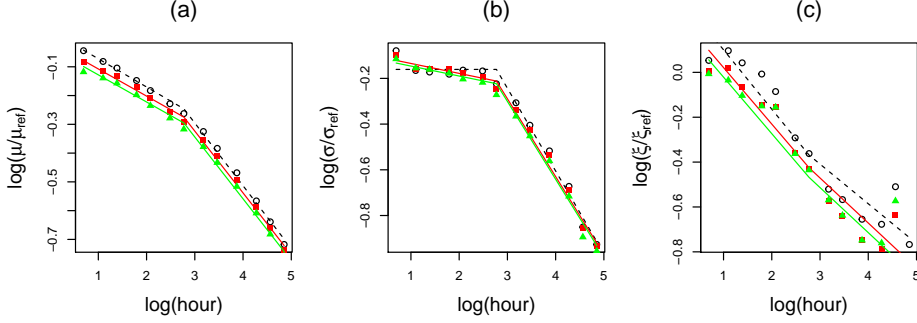 (a)
(b)
(c)
log(μ/μref)
−0.1
−0.3
−0.5
−0.7
1 2 3 4 5
log(hour)
log(σ/σref)
−0.2
−0.4
−0.6
−0.8
1 2 3 4 5
log(hour)
log(ξ/ξref)
0.0
−0.2
−0.4
−0.6
−0.8
1 2 3 4 5
log(hour)